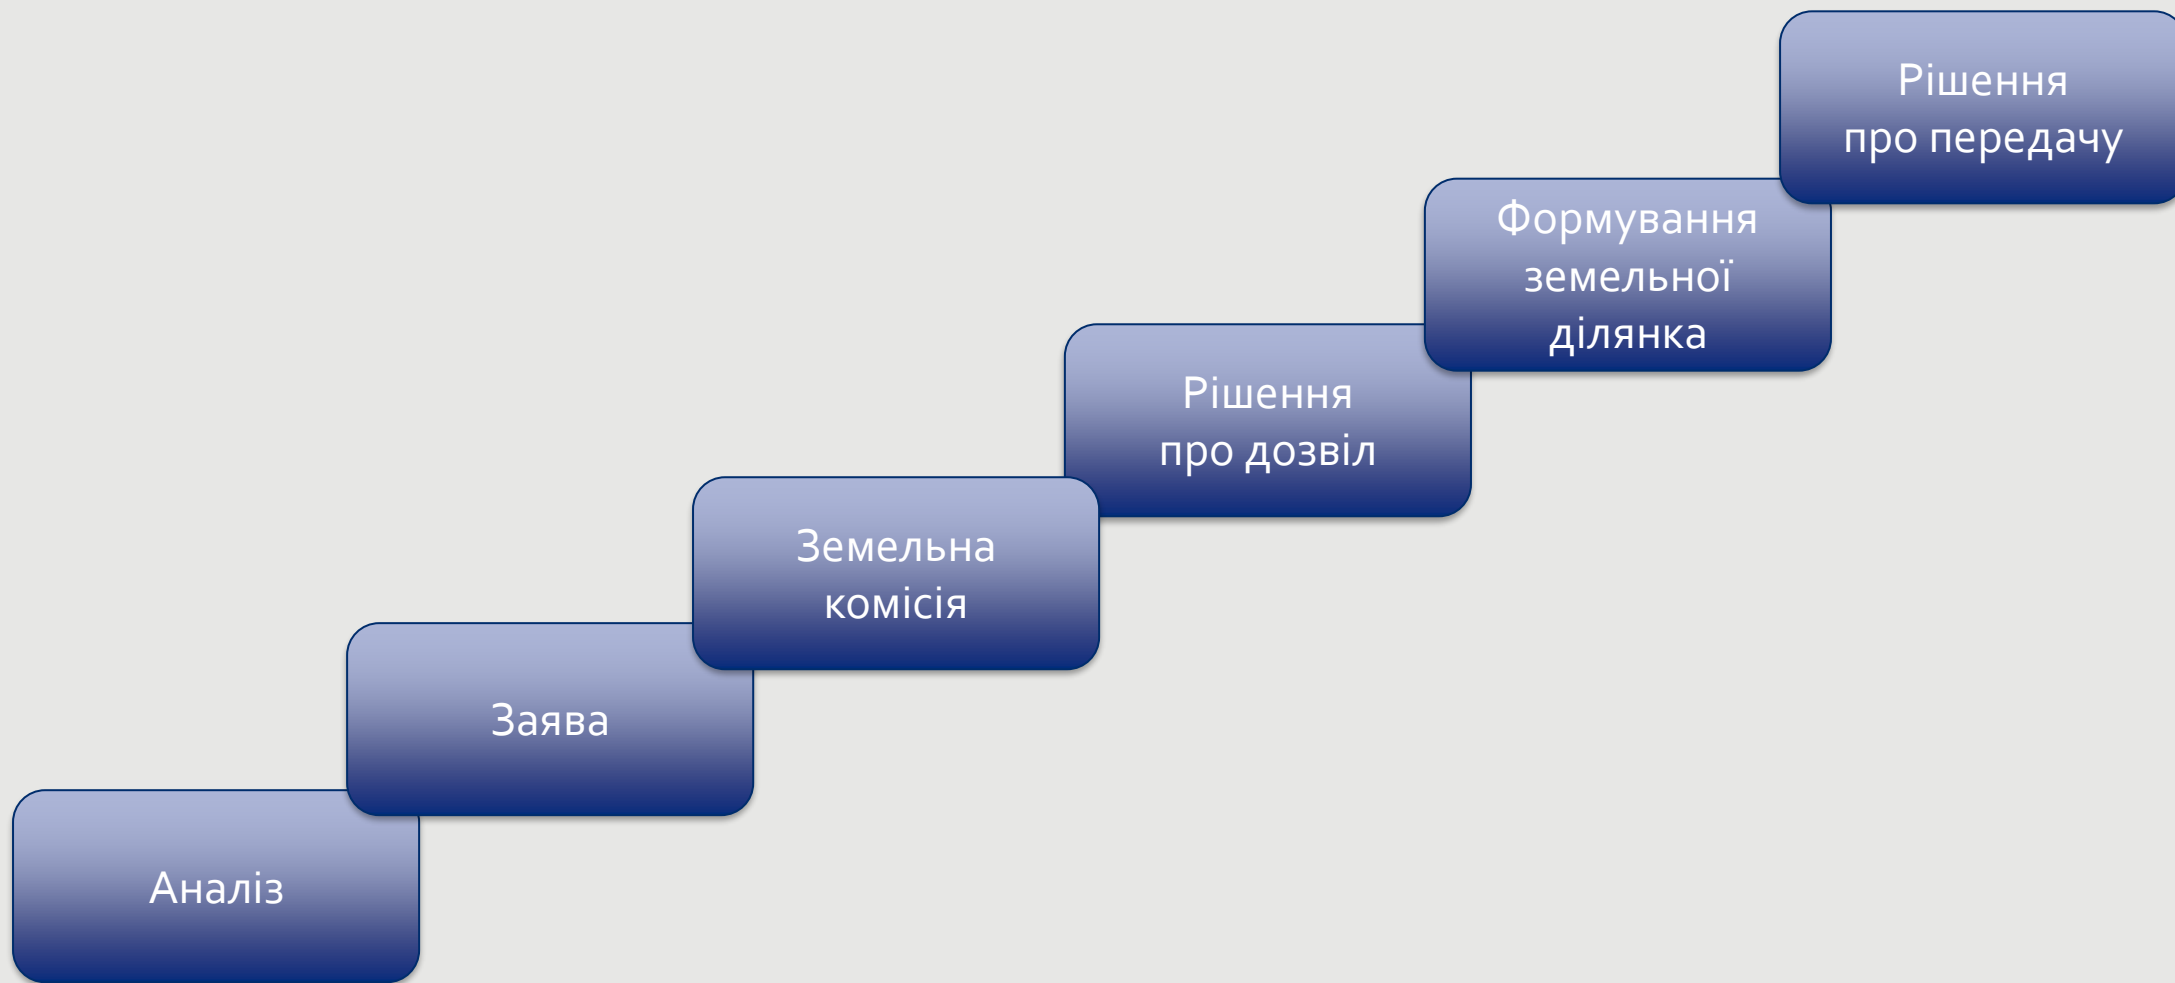 Рішення
про передачу
Формування
земельної
ділянка
Рішення
про дозвіл
Земельна
комісія
Заява
Аналіз